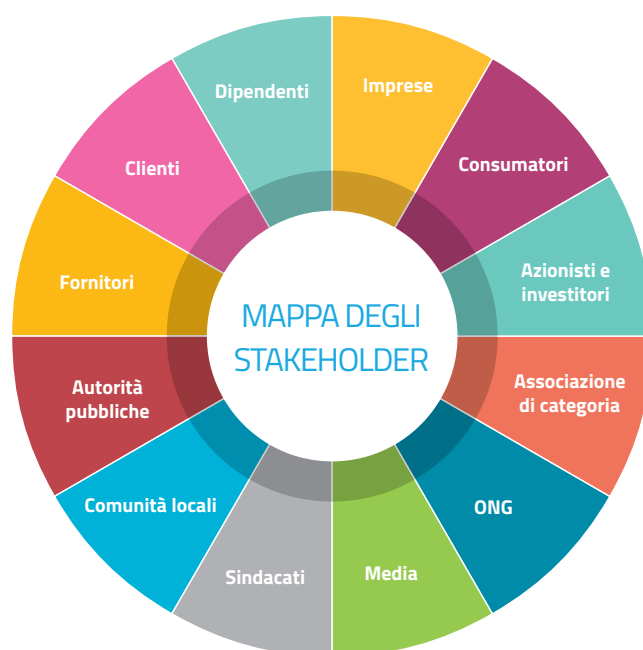 Dipendenti
Imprese
Consumatori
Azionisti e
investitori
Associazione
di categoria
ONG
Media
Sindacati
Comunità locali
Autorità
pubbliche
Fornitori
Clienti
MAPPA DEGLI
STAKEHOLDER